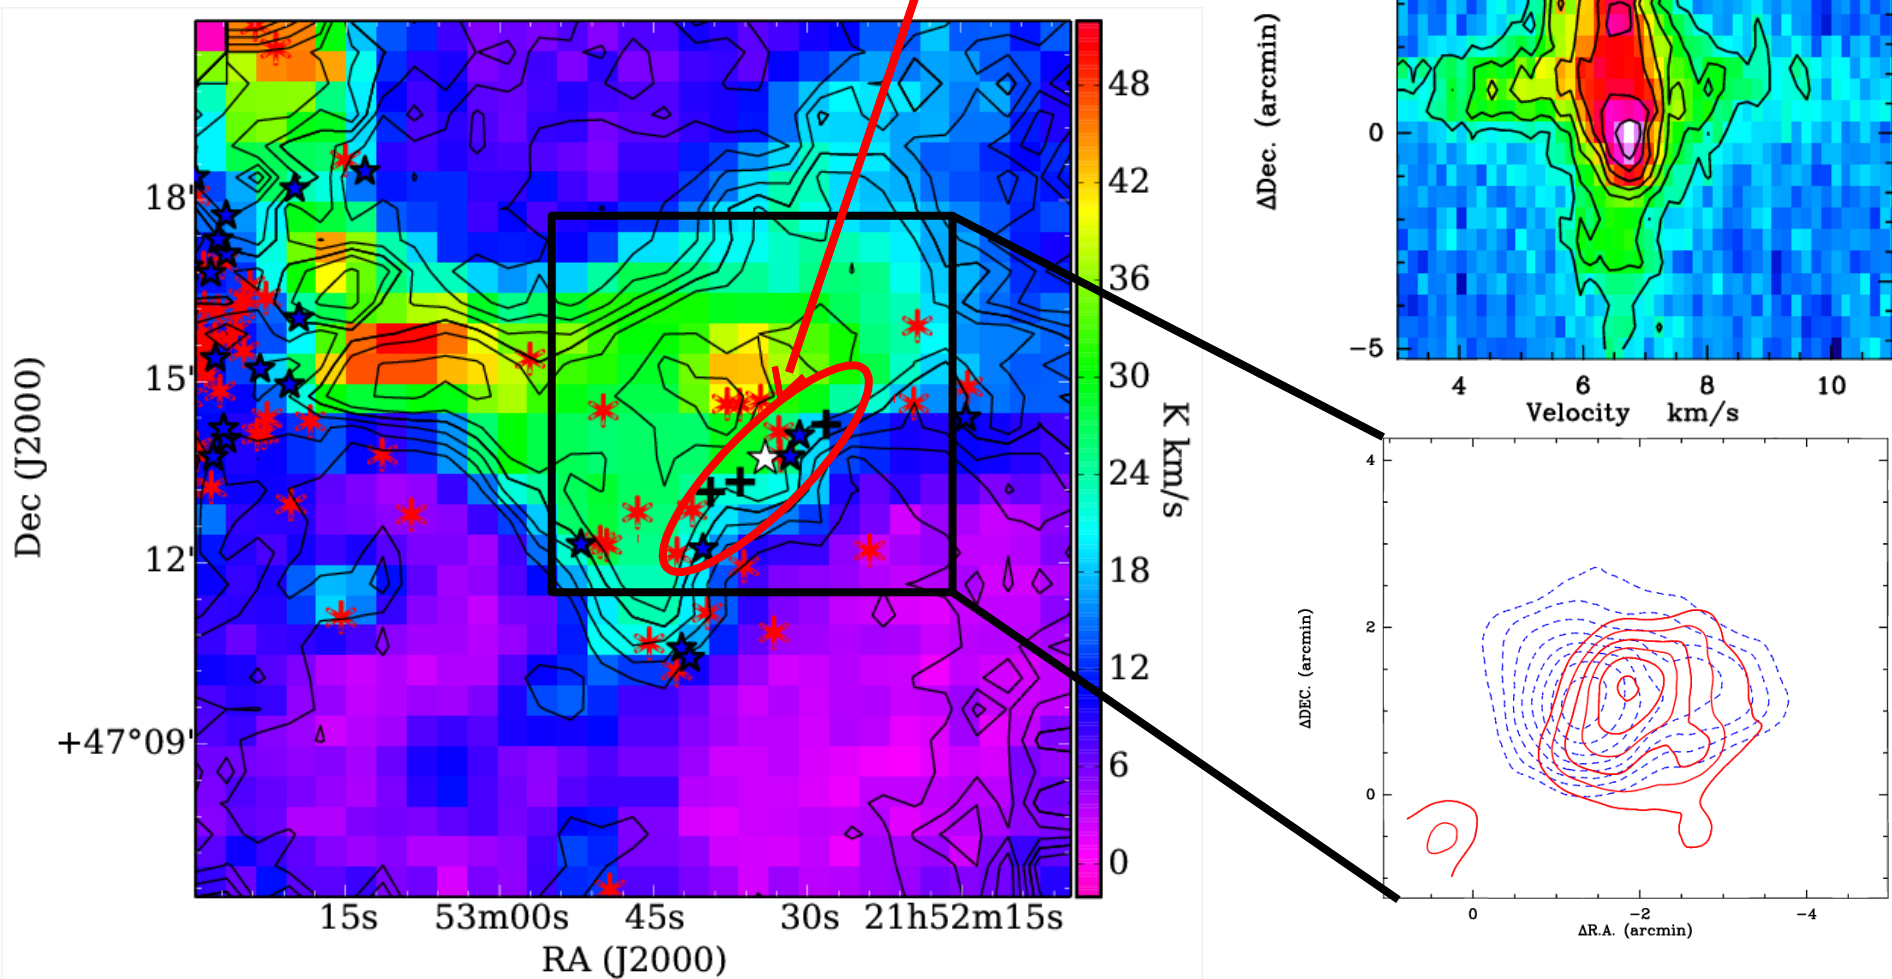 18'
15'
12'
+47°09'
Dec (J2000)
15s
53m00s
45s
30s
21h52m15s
RA (J2000)
48
42
36
30
24
18
12
6
0
K km/s
ΔDec. (arcmin)
0
−5
4
6
8
10
Velocity km/s
4
2
0
ΔDEC. (arcmin)
0
−2
−4
ΔR.A. (arcmin)